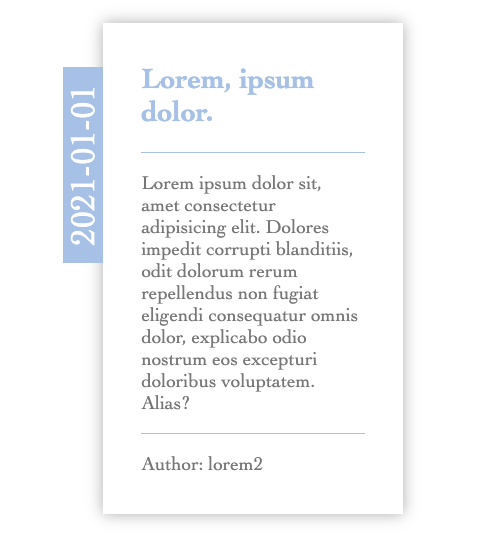 2021-01-01
Lorem, ipsum
dolor.
Lorem ipsum dolor sit,
amet consectetur
adipisicing elit. Dolores
impedit corrupti blanditiis,
odit dolorum rerum
repellendus non fugiat
eligendi consequatur omnis
dolor, explicabo odio
nostrum eos excepturi
doloribus voluptatem.
Alias?
Author: lorem2